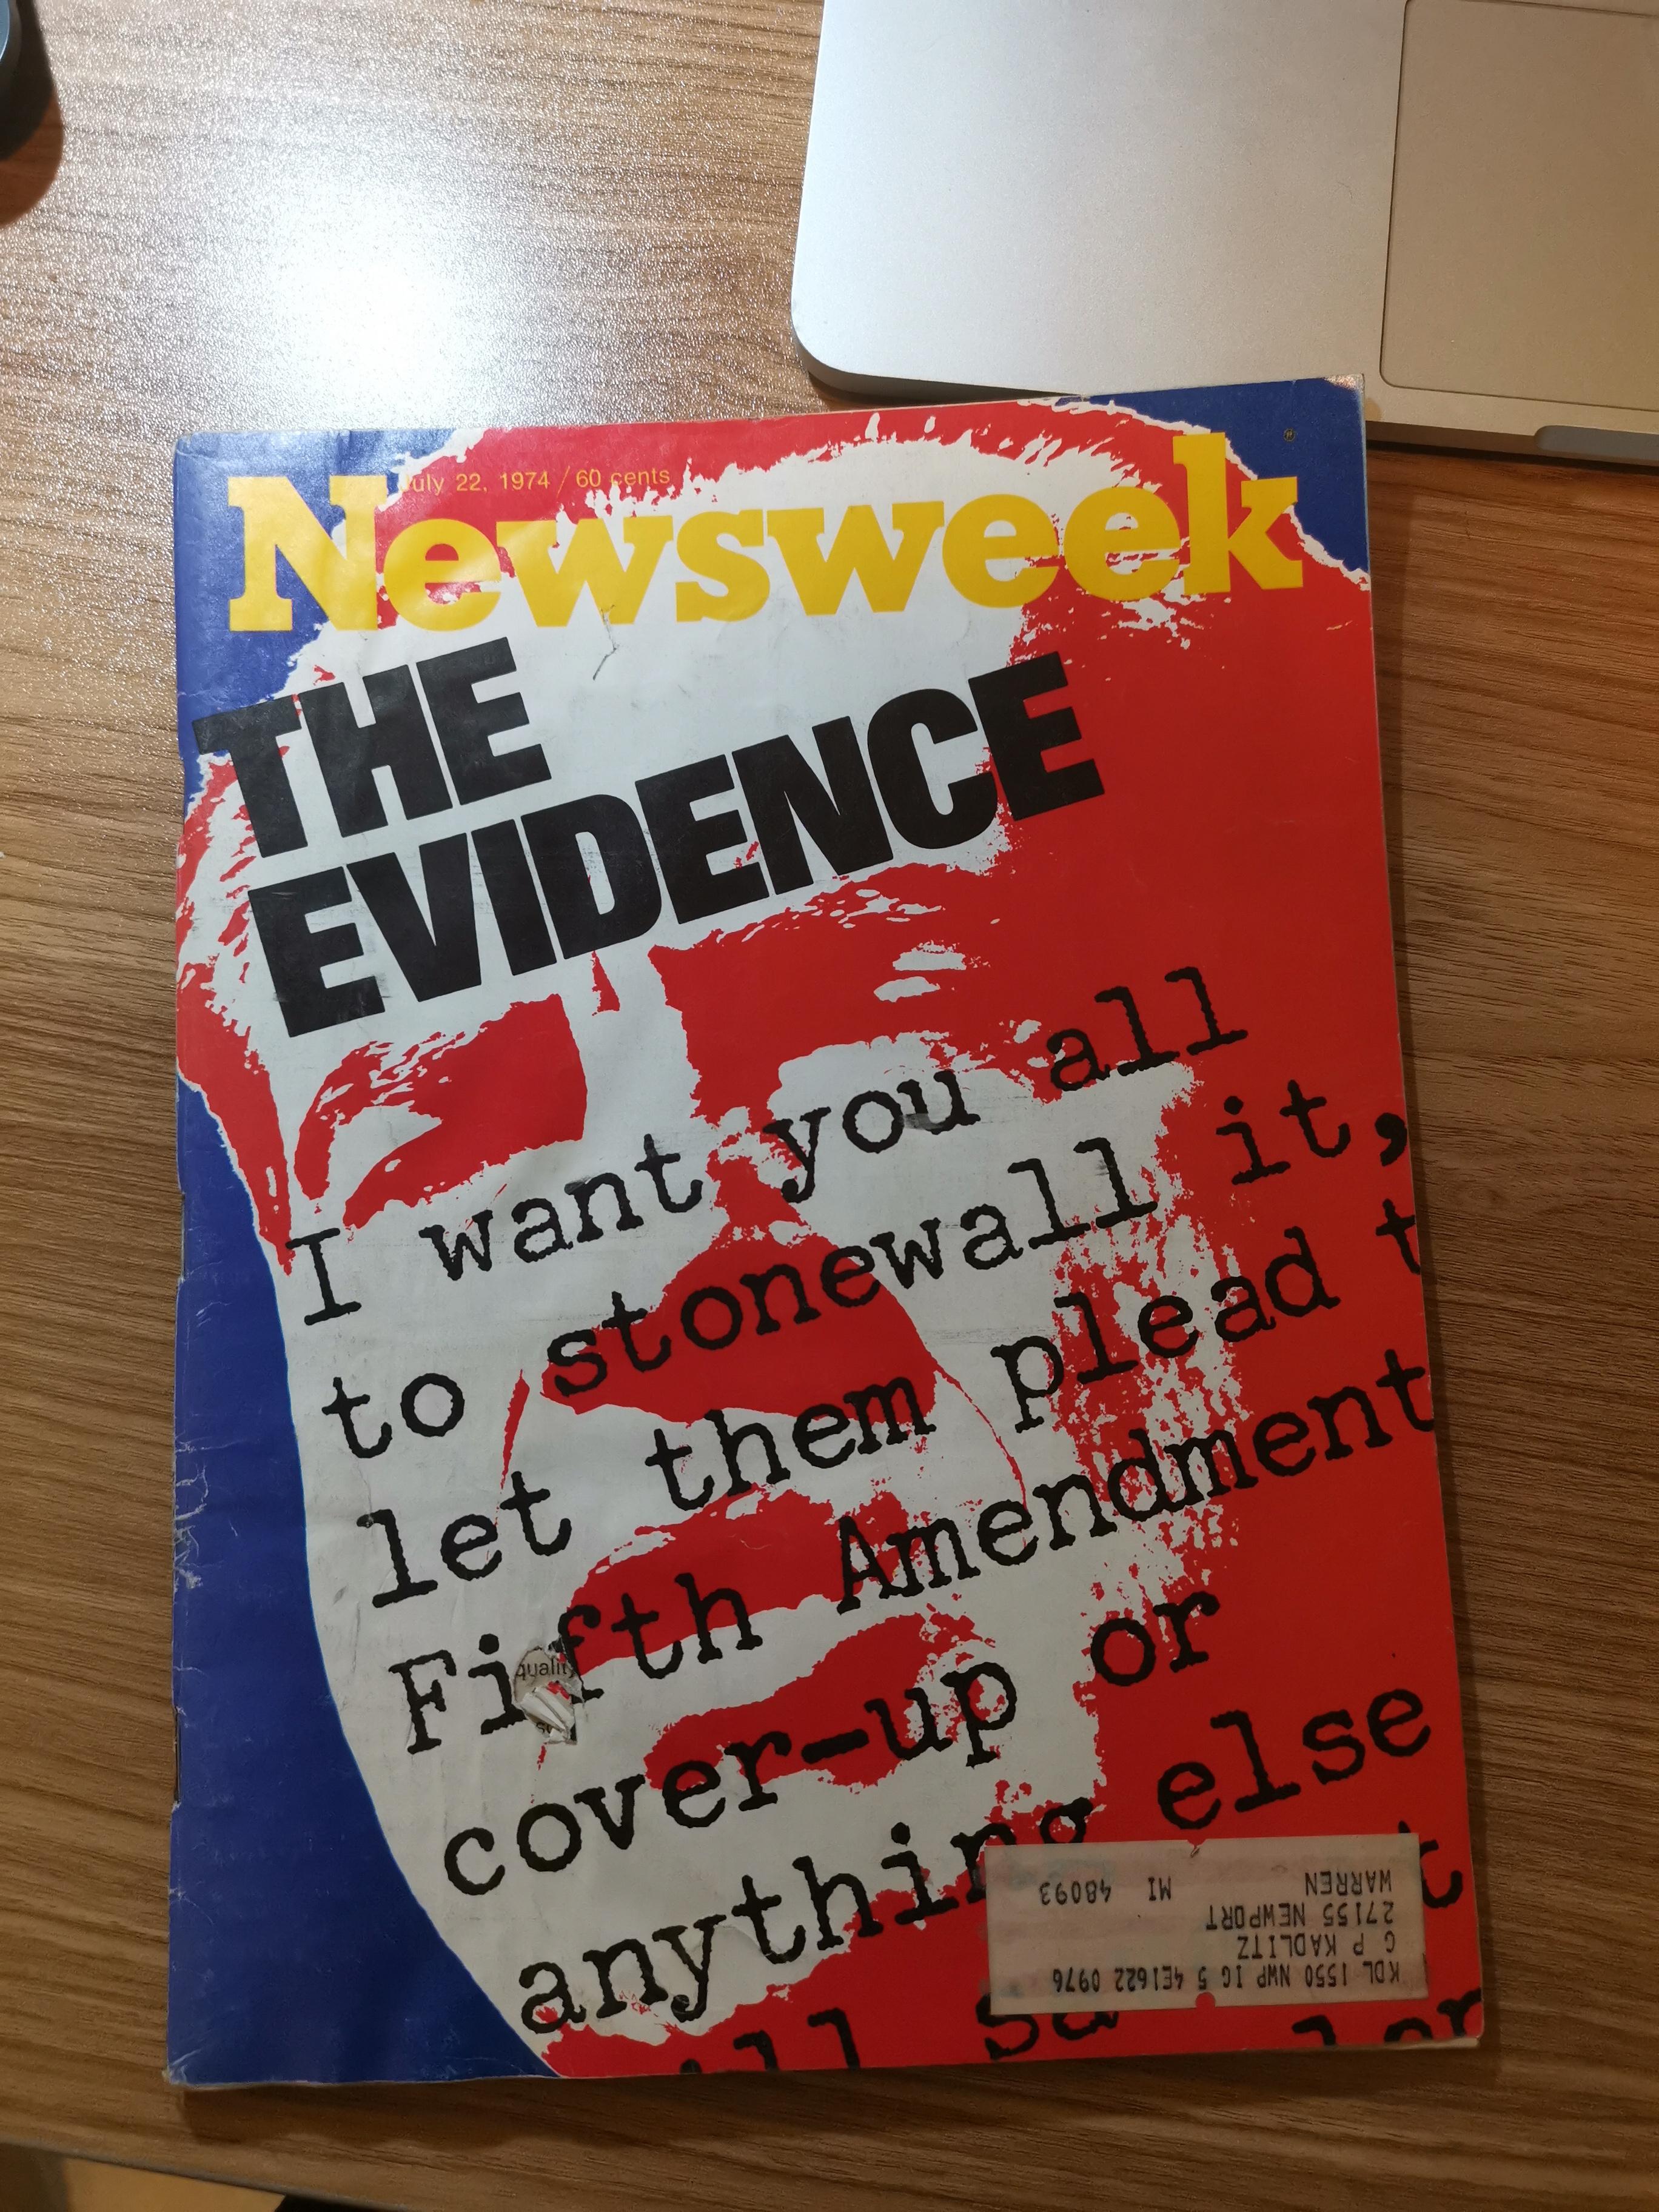 July 22, 1974 / 60 cents
Newsweek
THE
EVIDENCE
I want you all
to stonewall it,
let them plead t
Fifth Amendment
cover-up or
anything else
quality
KDL 1550 NWP IG 5 4E1622 0976
G P KADLITZ
27155 NEWPORT
WARREN MI 48093